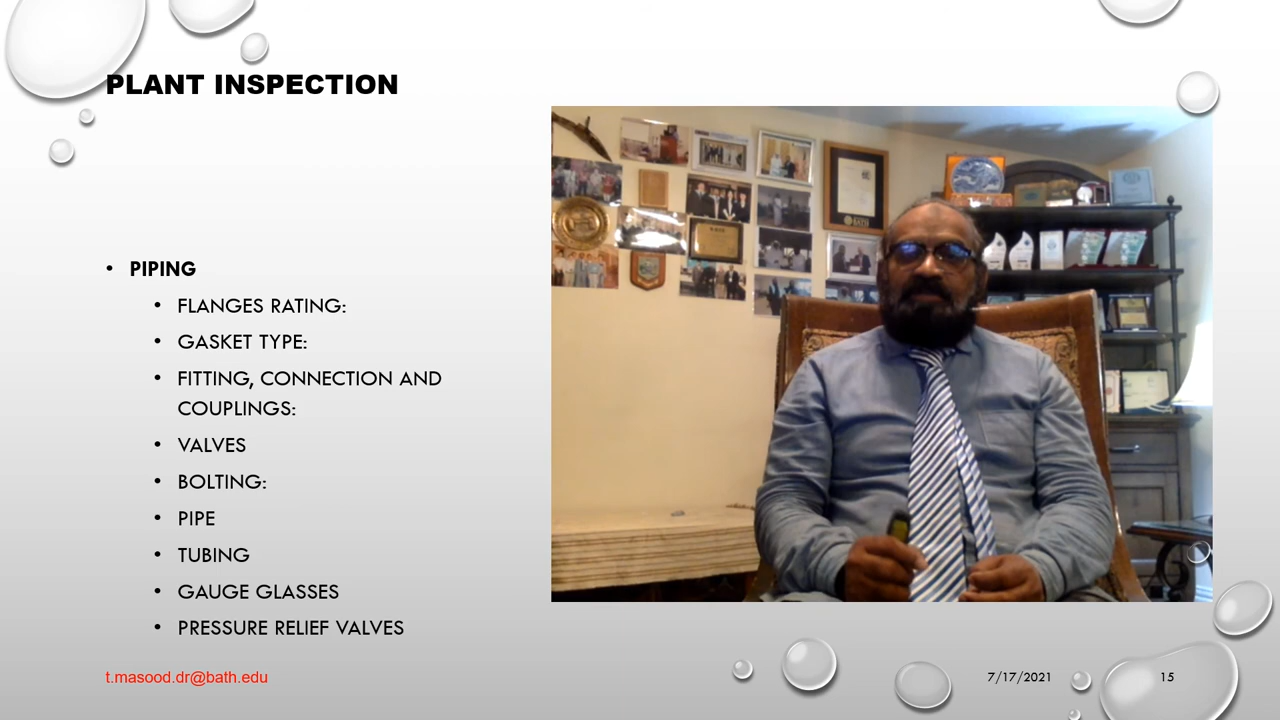 PLANT INSPECTION
• PIPING
• FLANGES RATING:
• GASKET TYPE:
• FITTING, CONNECTION AND
COUPLINGS:
• VALVES
• BOLTING:
• PIPE
• TUBING
• GAUGE GLASSES
• PRESSURE RELIEF VALVES
t.masood.dr@bath.edu
7/17/2021
15